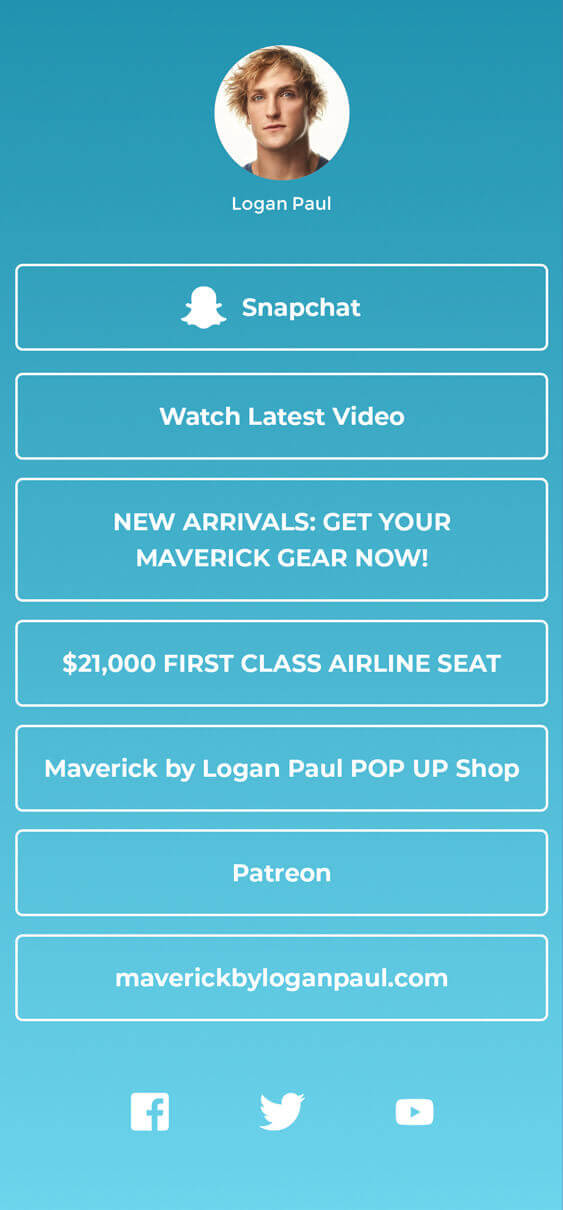 Logan Paul
Snapchat
Watch Latest Video
NEW ARRIVALS: GET YOUR
MAVERICK GEAR NOW!
$21,000 FIRST CLASS AIRLINE SEAT
Maverick by Logan Paul POP UP Shop
Patreon
maverickbyloganpaul.com